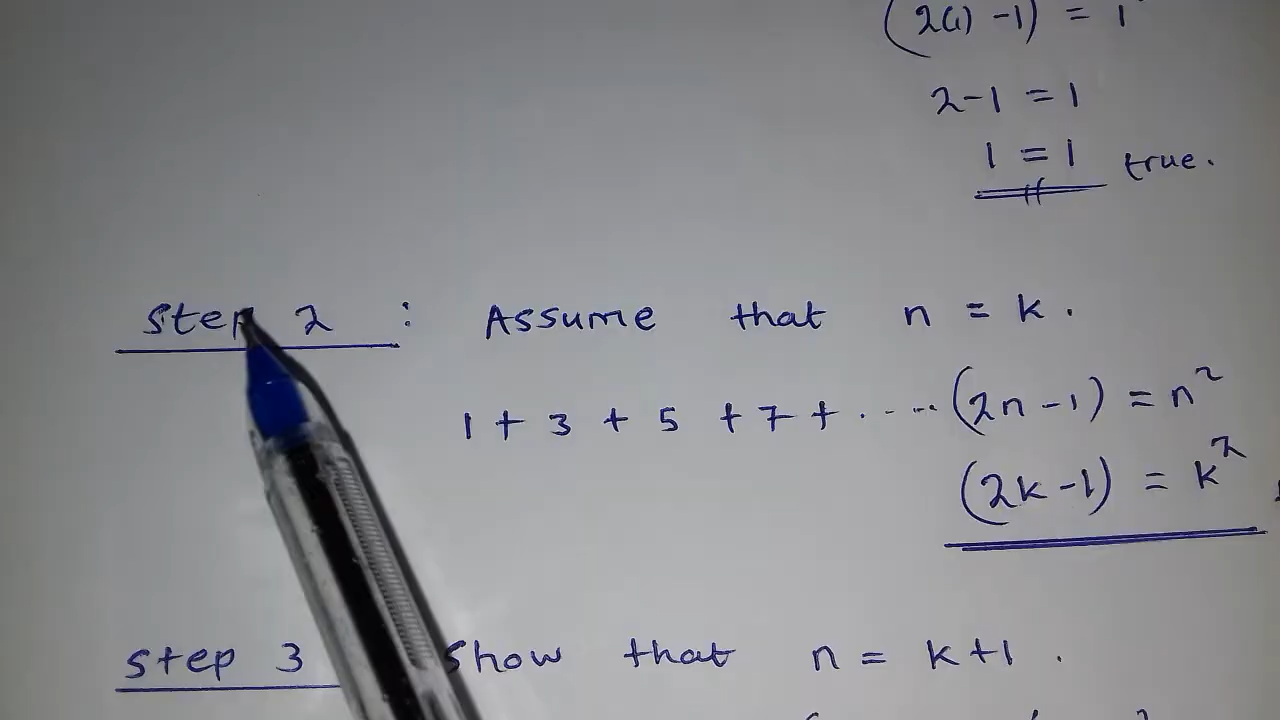 (2(1) -1) = 1
2-1 = 1
1 = 1 true.
Step 2 : Assume that n = k.
1 + 3 + 5 + 7 + ..... (2n -1) = n²
(2k -1) = k²
Step 3 Show that n = k+1 .